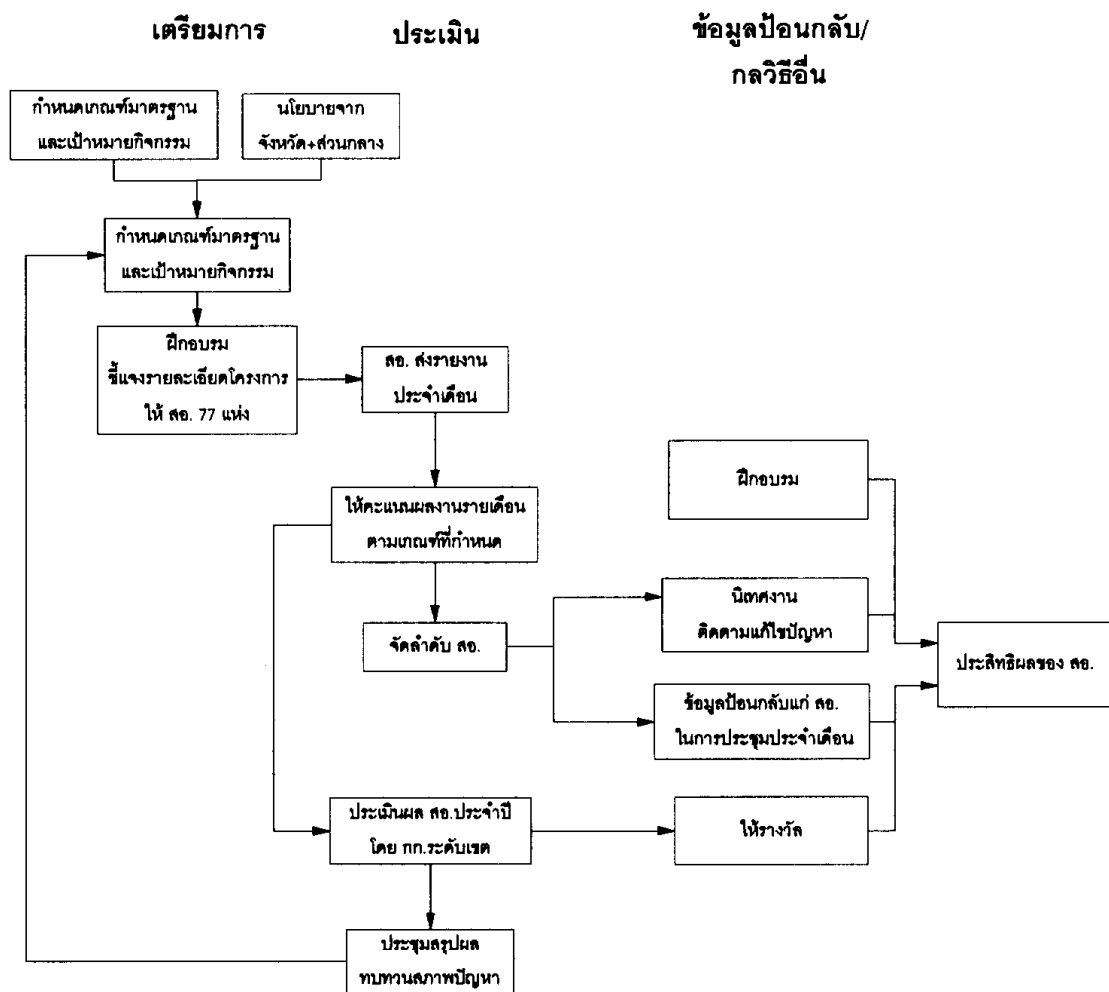 เตรียมการ
ประเมิน
ข้อมูลป้อนกลับ/
กลวิธีอื่น
กำหนดเกณฑ์มาตรฐาน
และเป้าหมายกิจกรรม
นโยบายจาก
จังหวัด+ส่วนกลาง
กำหนดเกณฑ์มาตรฐาน
และเป้าหมายกิจกรรม
ฝึกอบรม
ชี้แจงรายละเอียดโครงการ
ให้ สอ. 77 แห่ง
สอ. ส่งรายงาน
ประจำเดือน
ให้คะแนนผลงานรายเดือน
ตามเกณฑ์ที่กำหนด
จัดลำดับ สอ.
ฝึกอบรม
นิเทศงาน
ติดตามแก้ไขปัญหา
ข้อมูลป้อนกลับแก่ สอ.
ในการประชุมประจำเดือน
ประสิทธิผลของ สอ.
ประเมินผล สอ.ประจำปี
โดย กก.ระดับเขต
ให้รางวัล
ประชุมสรุปผล
ทบทวนสภาพปัญหา